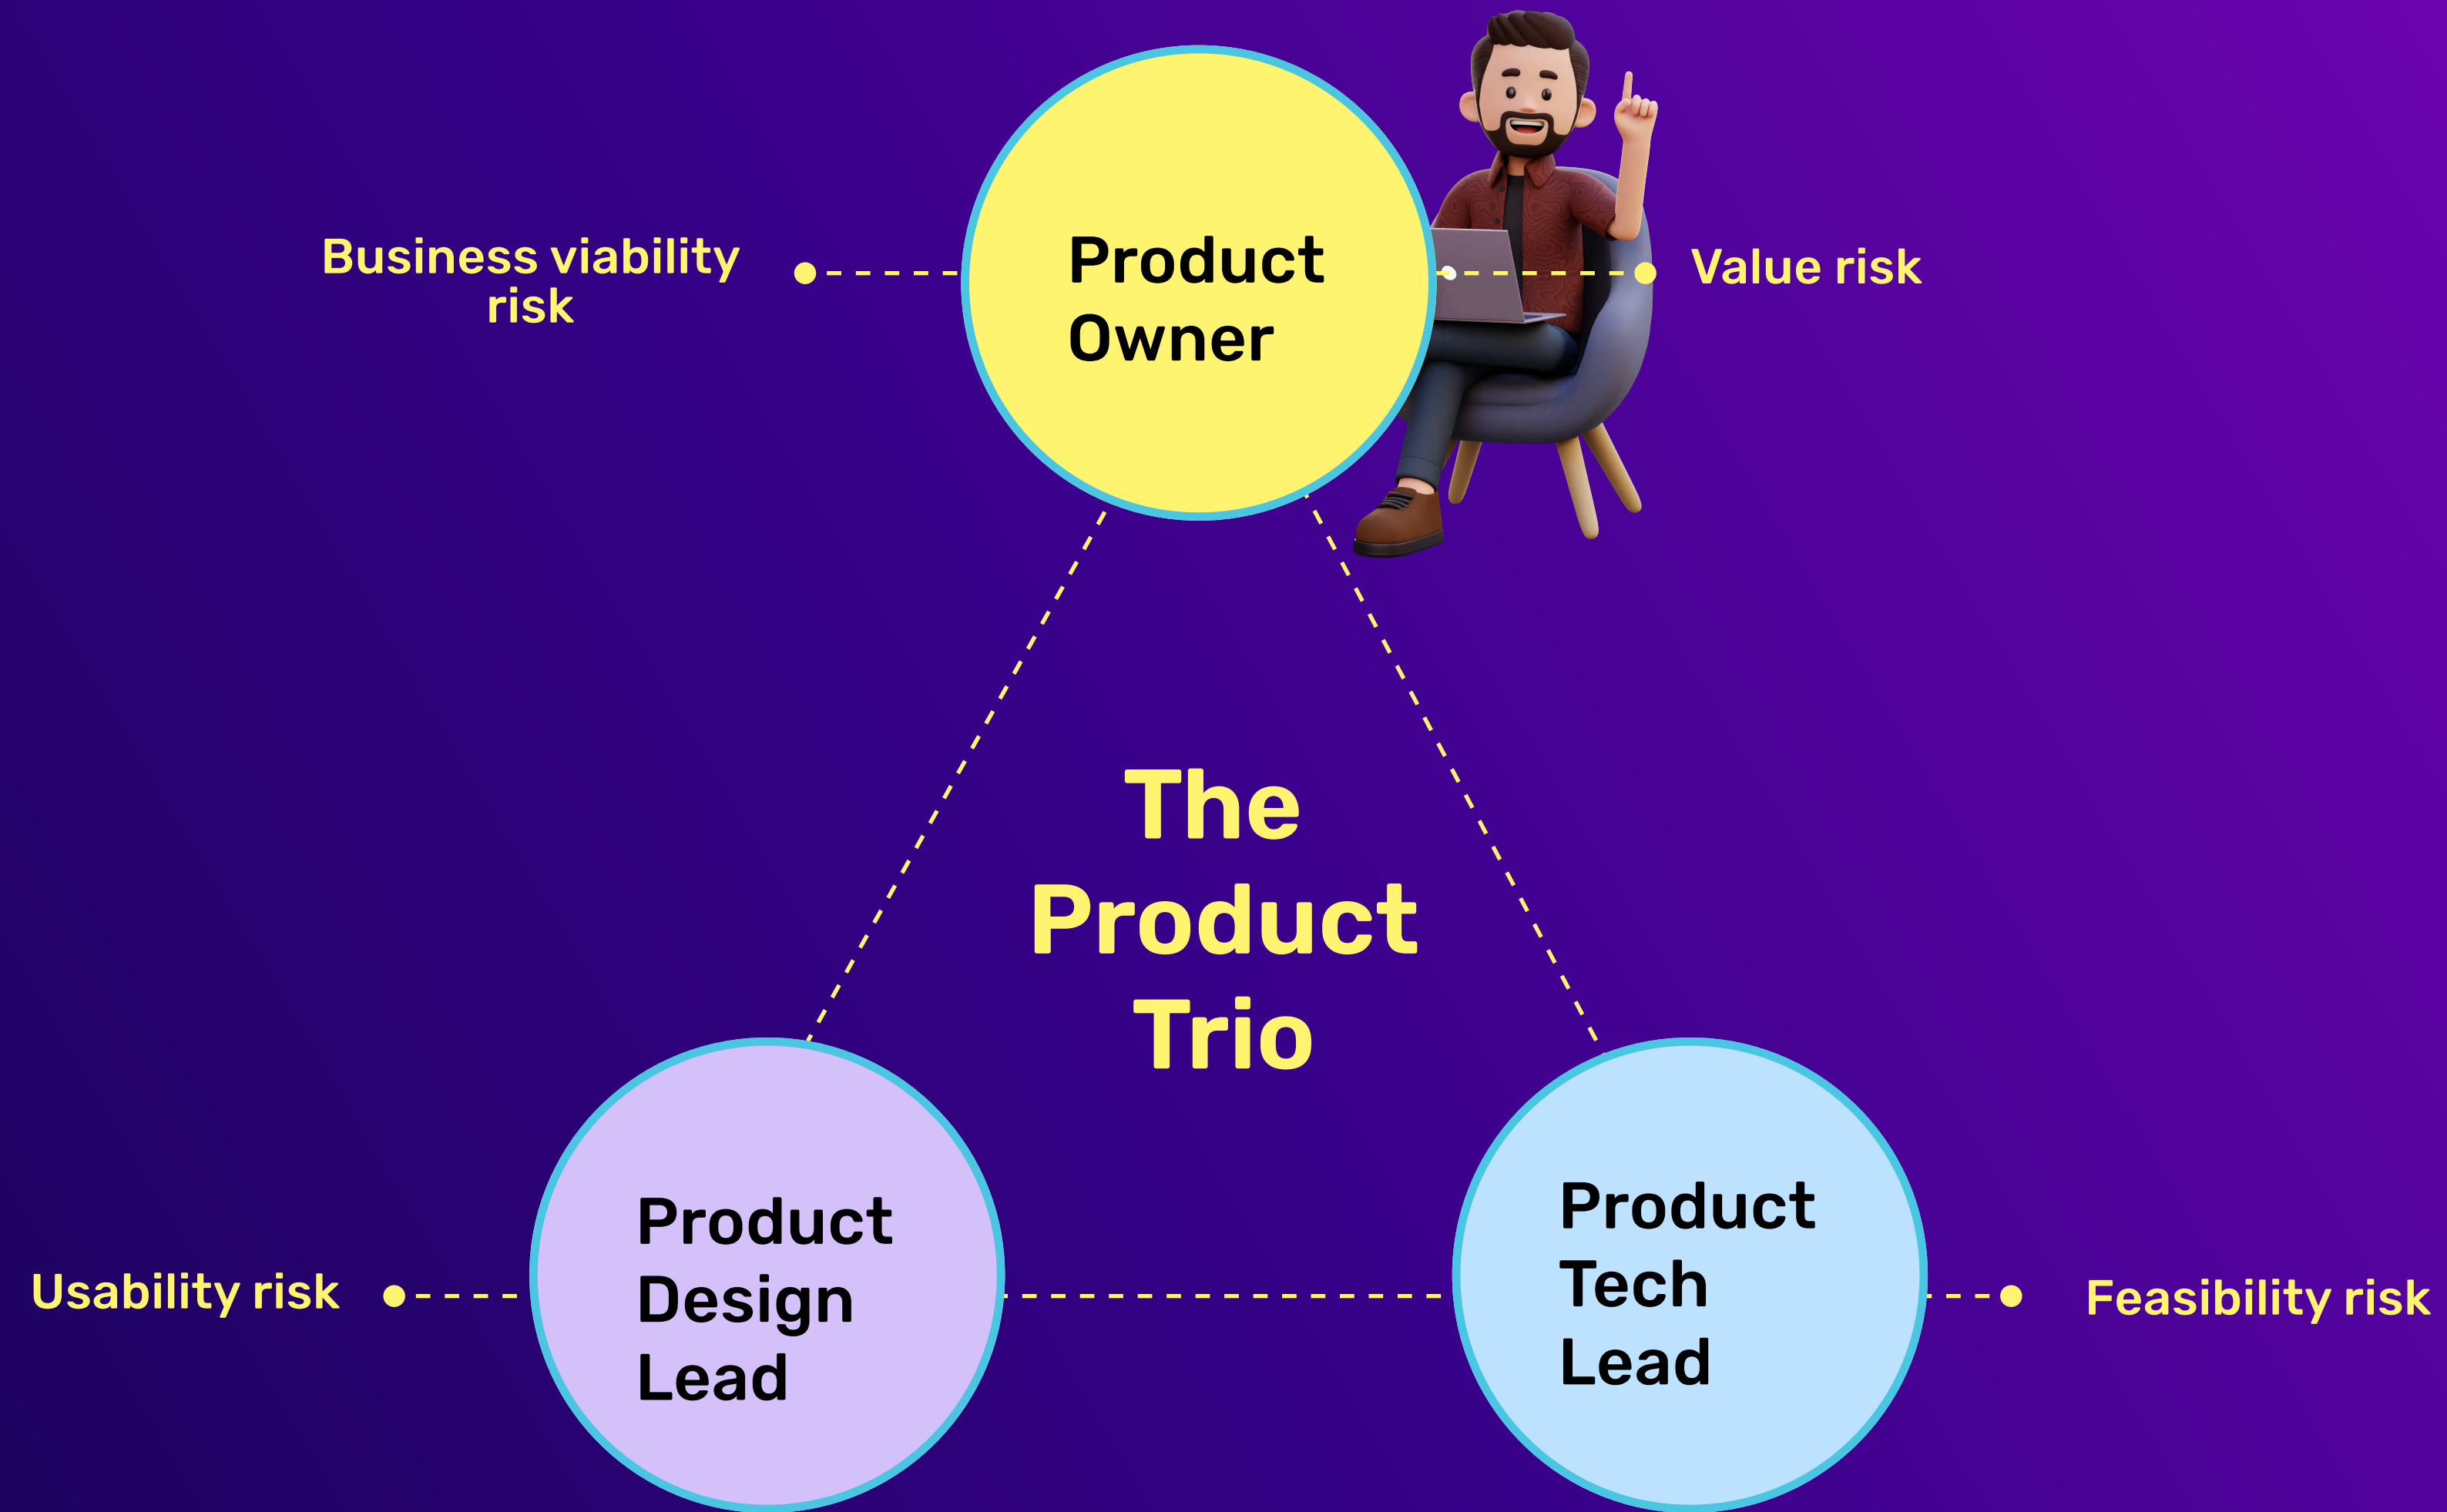 Business viability
risk
Product
Owner
Value risk
The
Product
Trio
Usability risk
Product
Design
Lead
Product
Tech
Lead
Feasibility risk